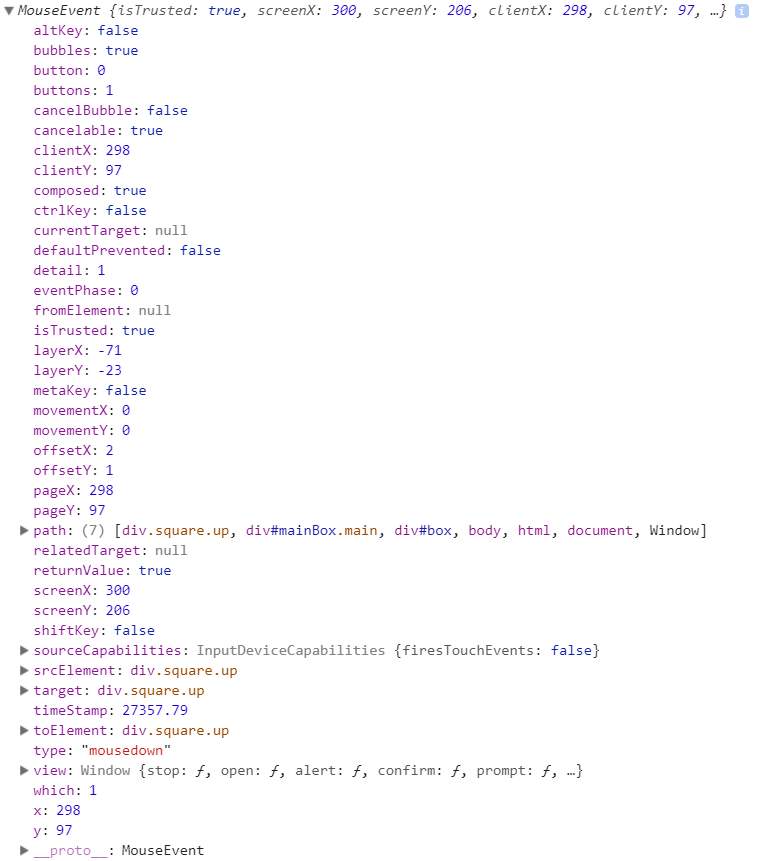 ▼MouseEvent {isTrusted: true, screenX: 300, screenY: 206, clientX: 298, clientY: 97, …} i
altKey: false
bubbles: true
button: 0
buttons: 1
cancelBubble: false
cancelable: true
clientX: 298
clientY: 97
composed: true
ctrlKey: false
currentTarget: null
defaultPrevented: false
detail: 1
eventPhase: 0
fromElement: null
isTrusted: true
layerX: -71
layerY: -23
metaKey: false
movementX: 0
movementY: 0
offsetX: 2
offsetY: 1
pageX: 298
pageY: 97
▶path: (7) [div.square.up, div#mainBox.main, div#box, body, html, document, Window]
relatedTarget: null
returnValue: true
screenX: 300
screenY: 206
shiftKey: false
▶sourceCapabilities: InputDeviceCapabilities {firesTouchEvents: false}
▶srcElement: div.square.up
▶target: div.square.up
timeStamp: 27357.79
▶toElement: div.square.up
type: "mousedown"
▶view: Window {stop: ƒ, open: ƒ, alert: ƒ, confirm: ƒ, prompt: ƒ, …}
which: 1
x: 298
y: 97
▶__proto__: MouseEvent